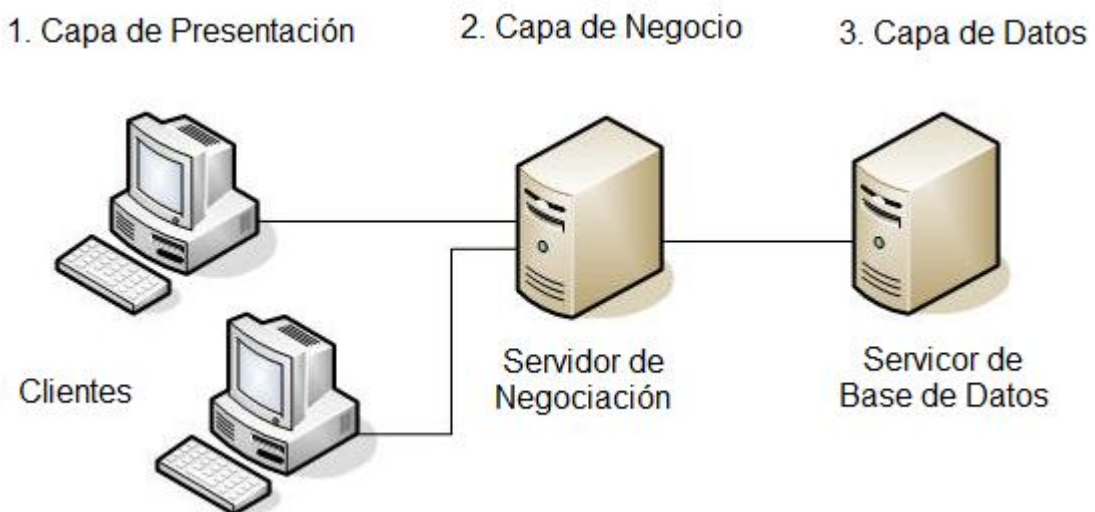 1. Capa de Presentación
2. Capa de Negocio
3. Capa de Datos
Clientes
Servidor de
Negociación
Servicor de
Base de Datos